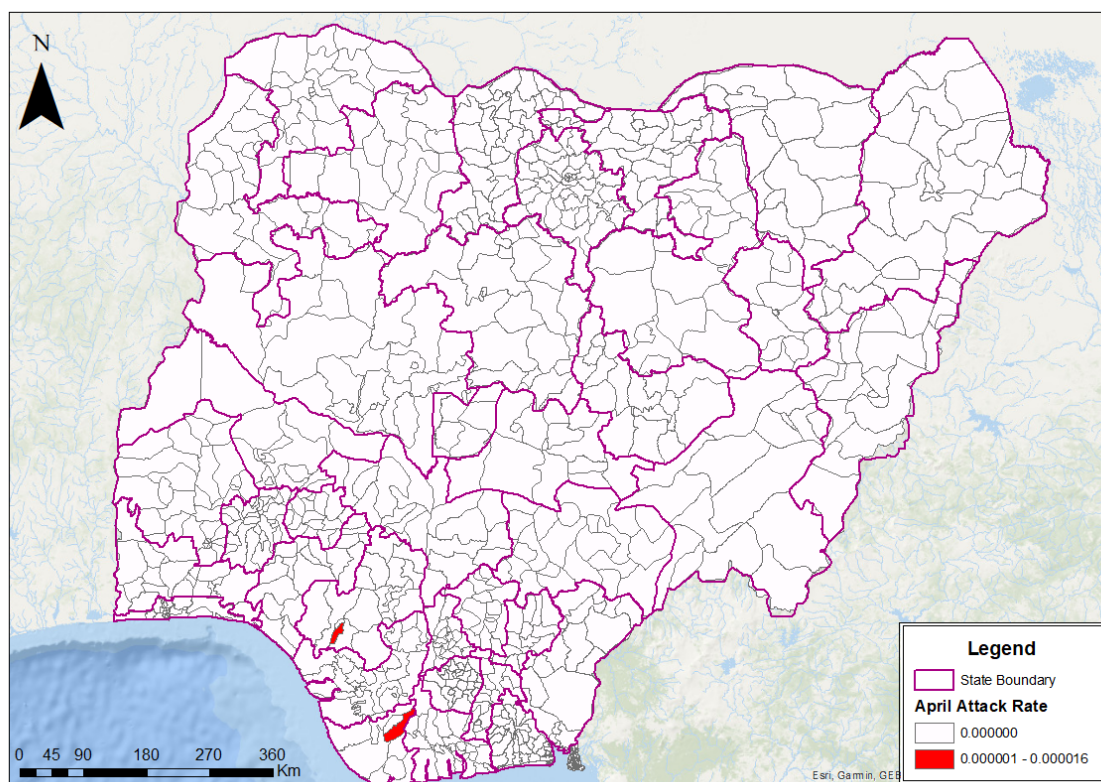 N
Legend
State Boundary
April Attack Rate
0.000000
0.000001 - 0.000016
0 45 90 180 270 360
Km
Esri, Garmin, GEB